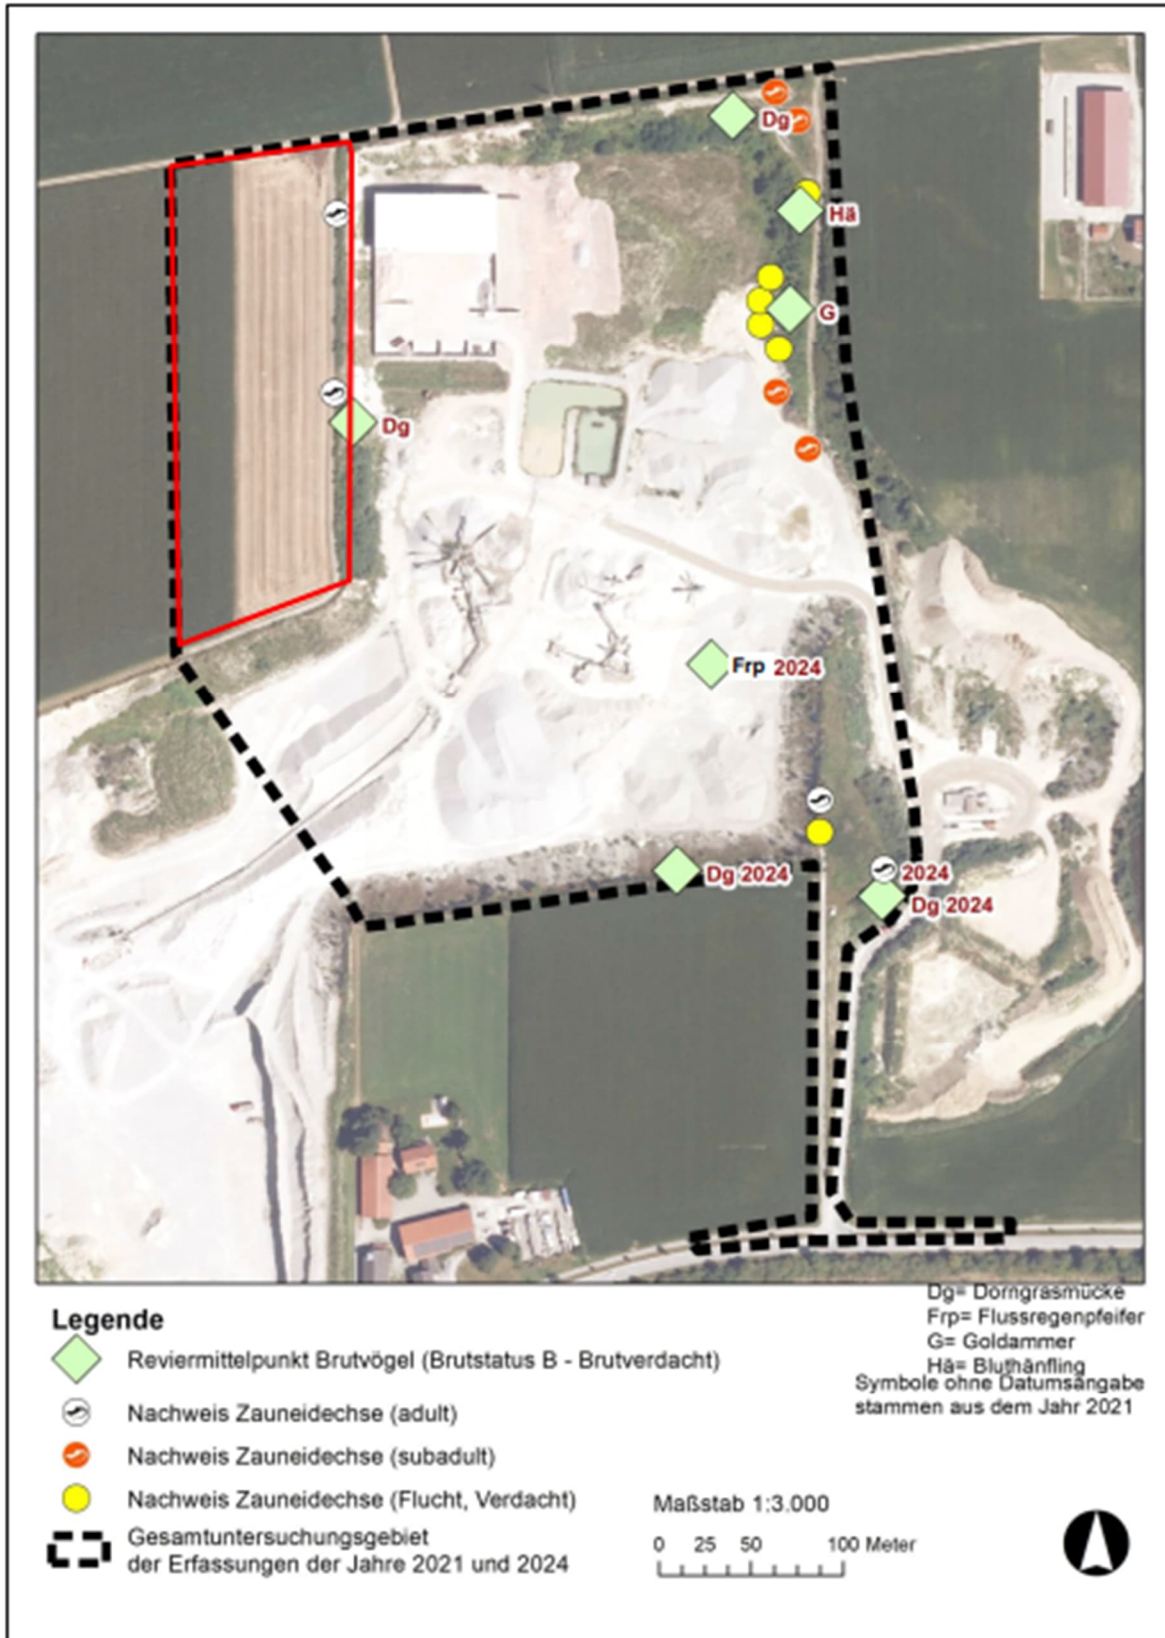 Dg
Hä
G
Dg
Frp 2024
Dg 2024
2024
Dg 2024
Legende
Reviermittelpunkt Brutvögel (Brutstatus B - Brutverdacht)
Nachweis Zauneidechse (adult)
Nachweis Zauneidechse (subadult)
Nachweis Zauneidechse (Flucht, Verdacht)
Gesamtuntersuchungsgebiet
der Erfassungen der Jahre 2021 und 2024
Dg= Dorngrasmücke
Frp= Flussregenpfeifer
G= Goldammer
Hä= Bluthänfling
Symbole ohne Datumsangabe
stammen aus dem Jahr 2021
Maßstab 1:3.000
0 25 50 100 Meter